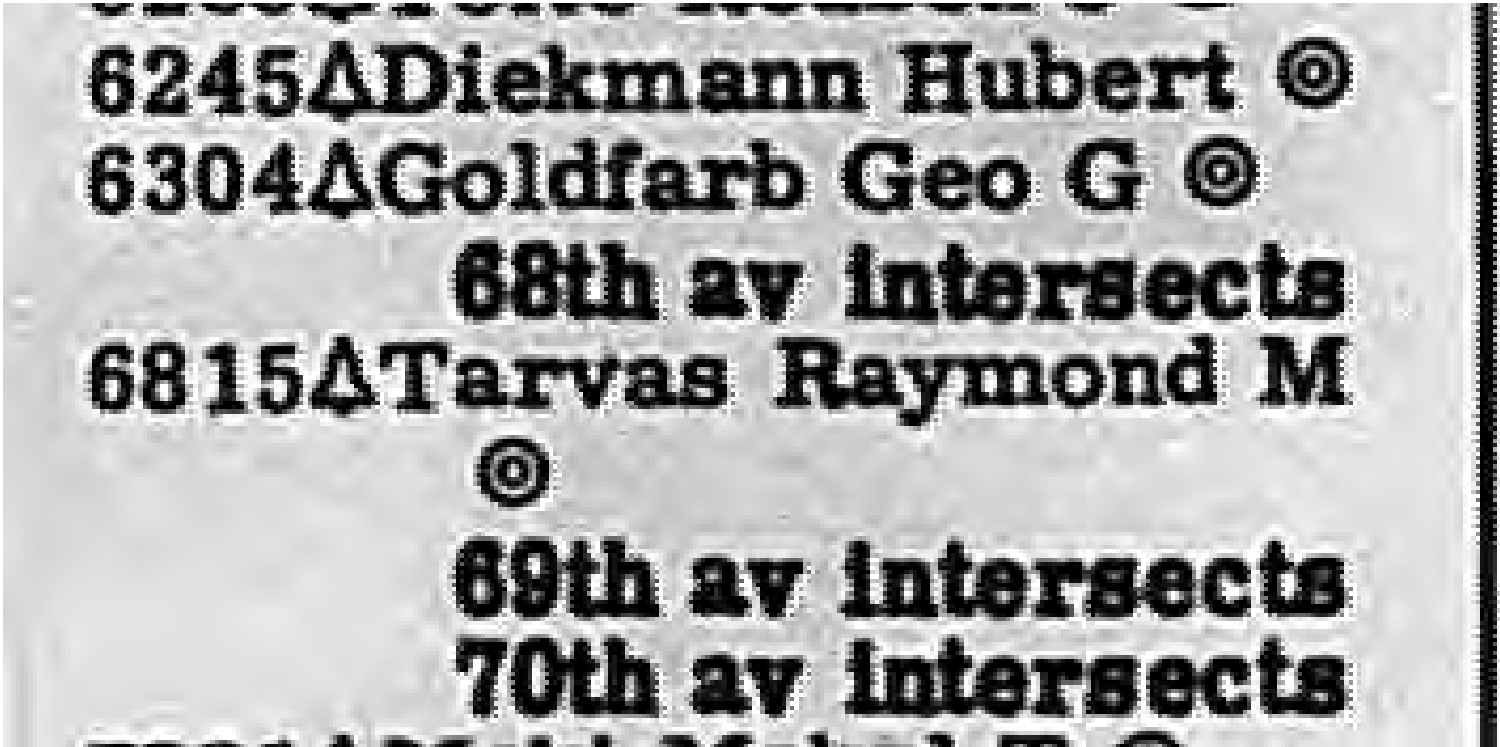 6245ΔDiekmann Hubert ◎
6304ΔGoldfarb Geo G ◎
68th av intersects
6815ΔTarvas Raymond M
◎
69th av intersects
70th av intersects